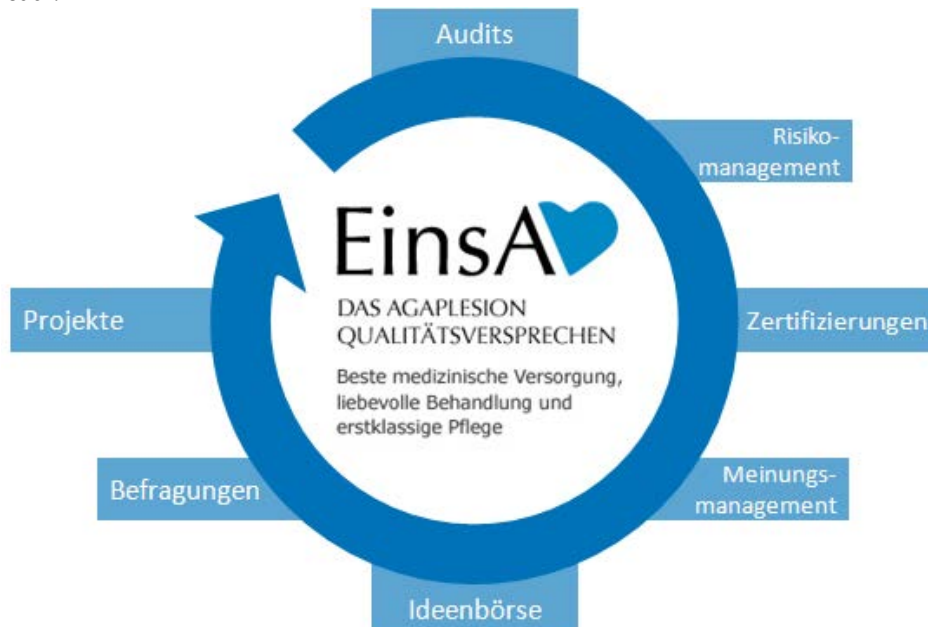 Audits
Risiko-
management
EinsA
DAS AGAPLESION
QUALITÄTSVERSPRECHEN
Beste medizinische Versorgung,
liebevolle Behandlung und
erstklassige Pflege
Projekte
Zertifizierungen
Befragungen
Meinungs-
management
Ideenbörse